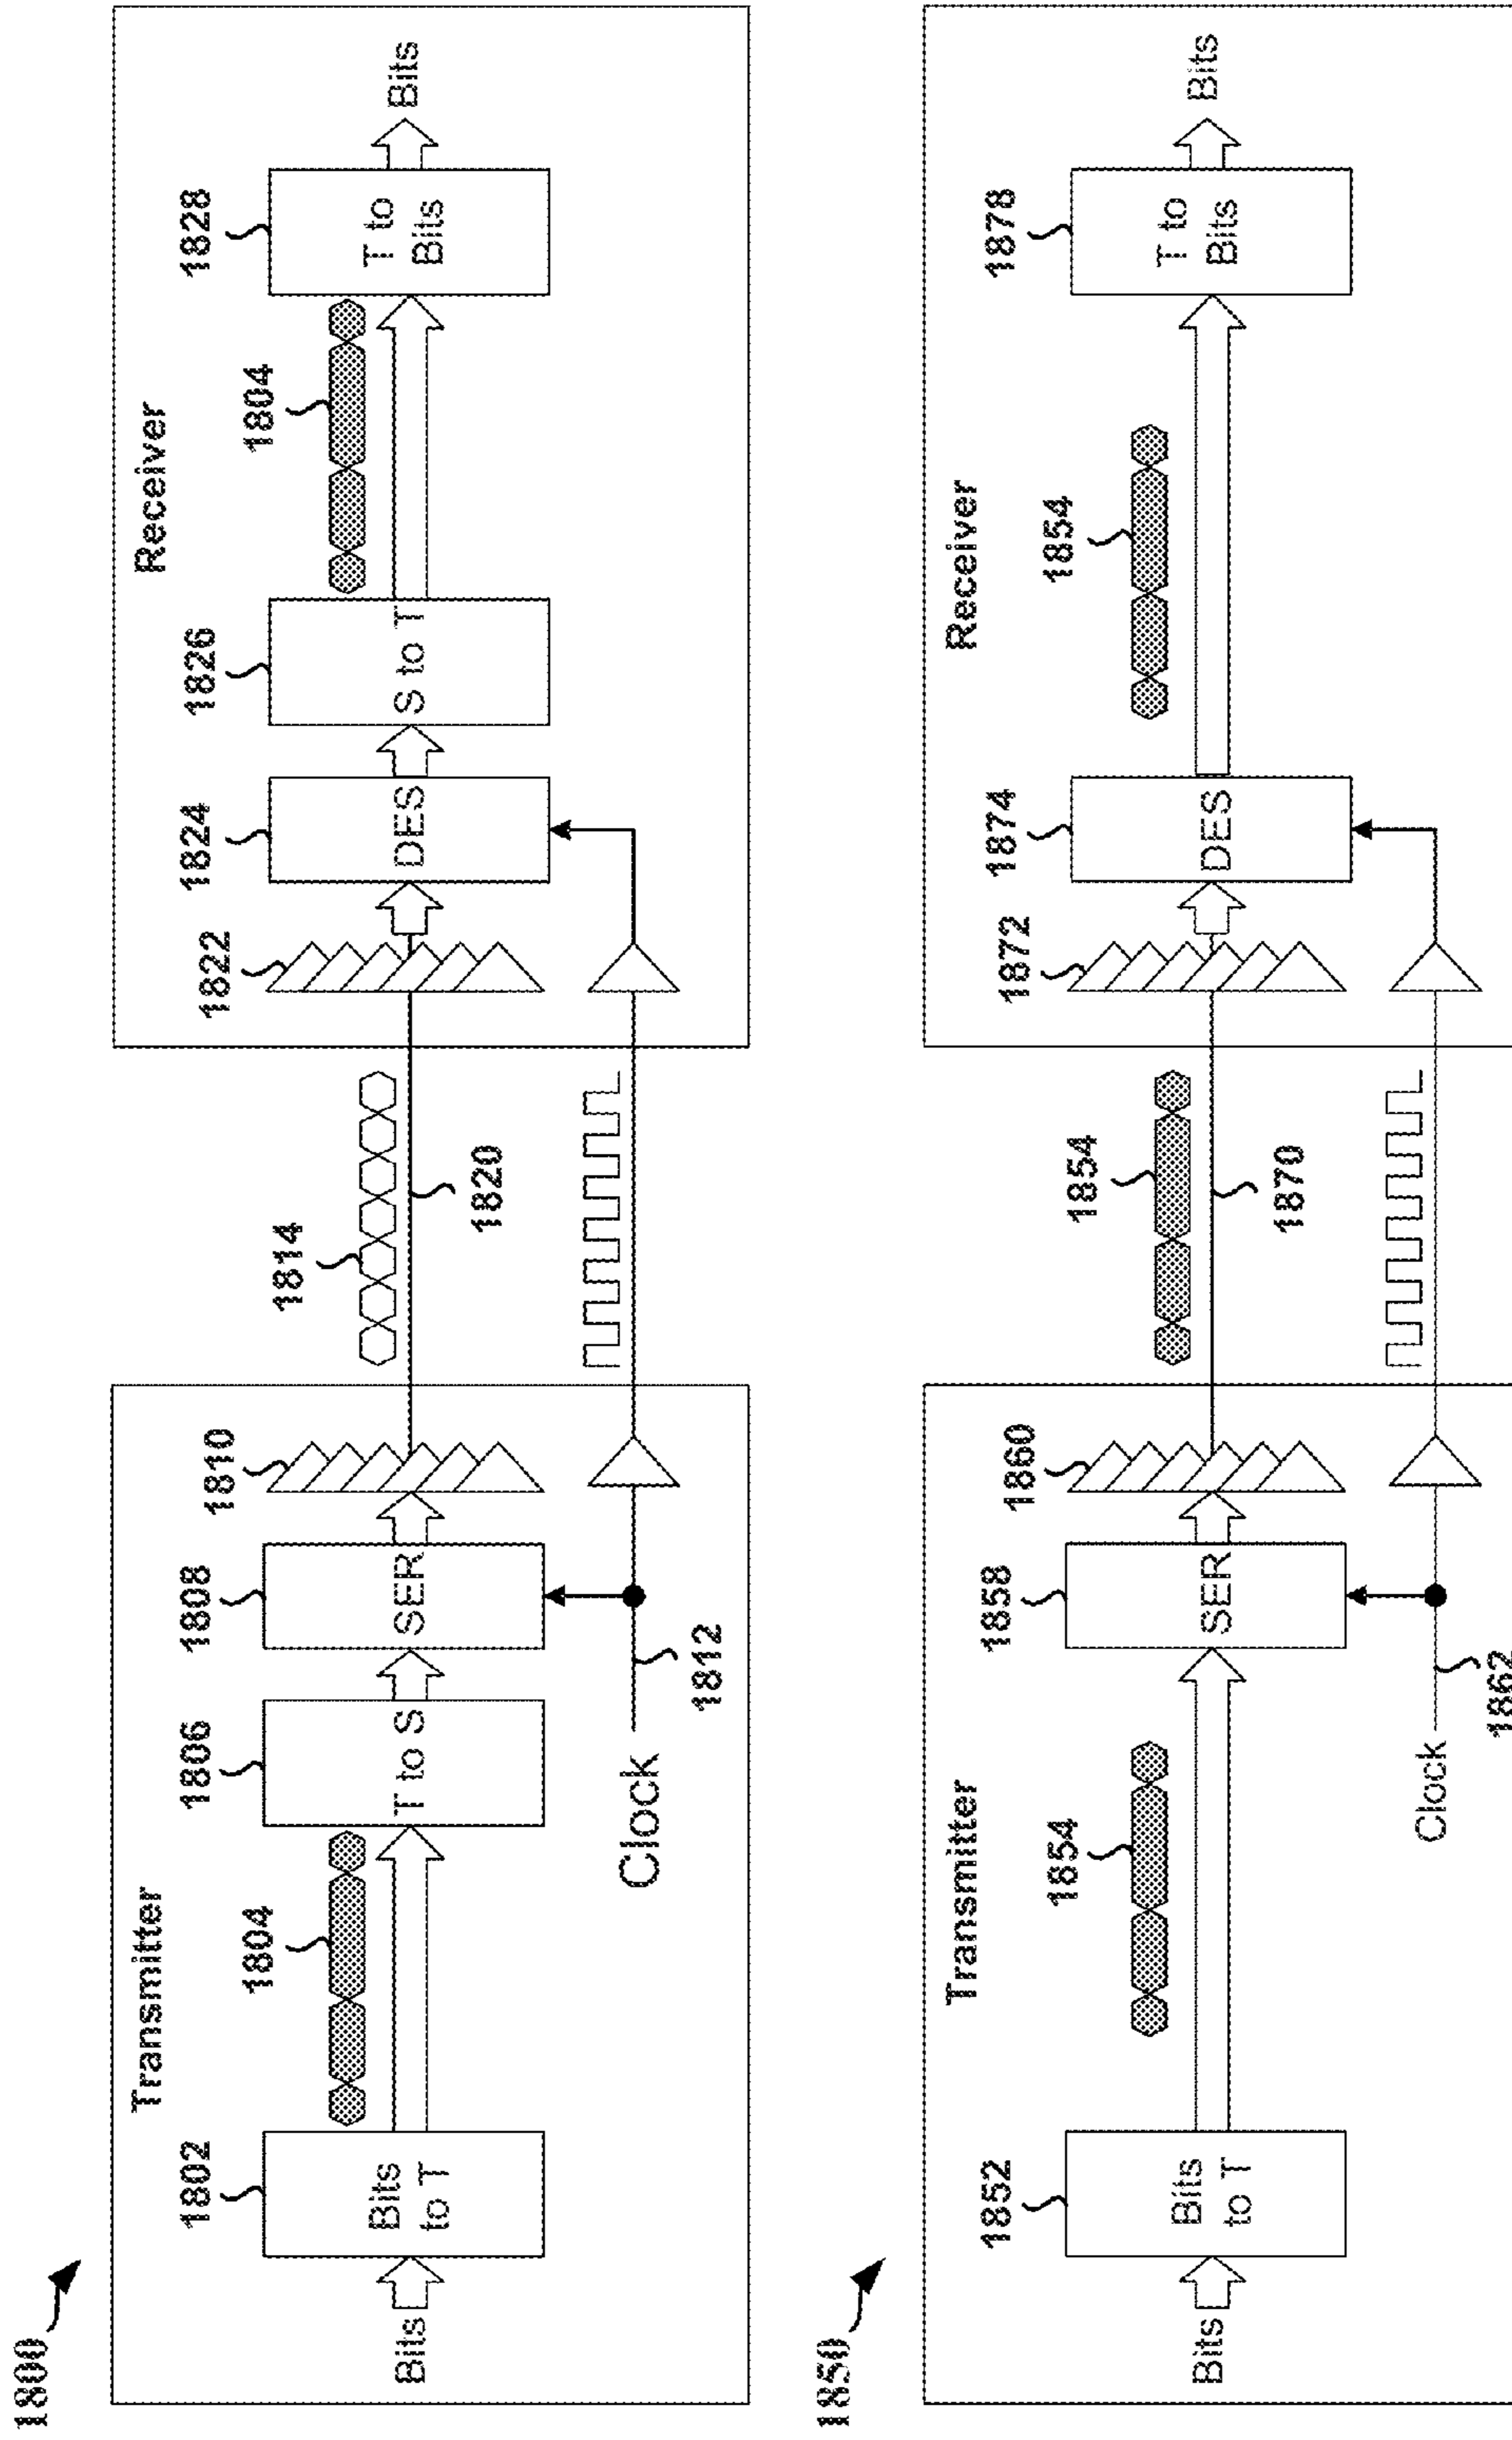 1800
Transmitter
Receiver
1802
1804
1806
1808
1810
1814
1822
1824
1826
1804
1828
Bits
Bits
to T
T to S
SER
DES
S to T
T to
Bits
Bits
1820
Clock
1812
1850
Transmitter
Receiver
1852
1854
1858
1860
1854
1872
1874
1854
1878
Bits
Bits
to T
SER
DES
T to
Bits
Bits
1870
Clock
1862